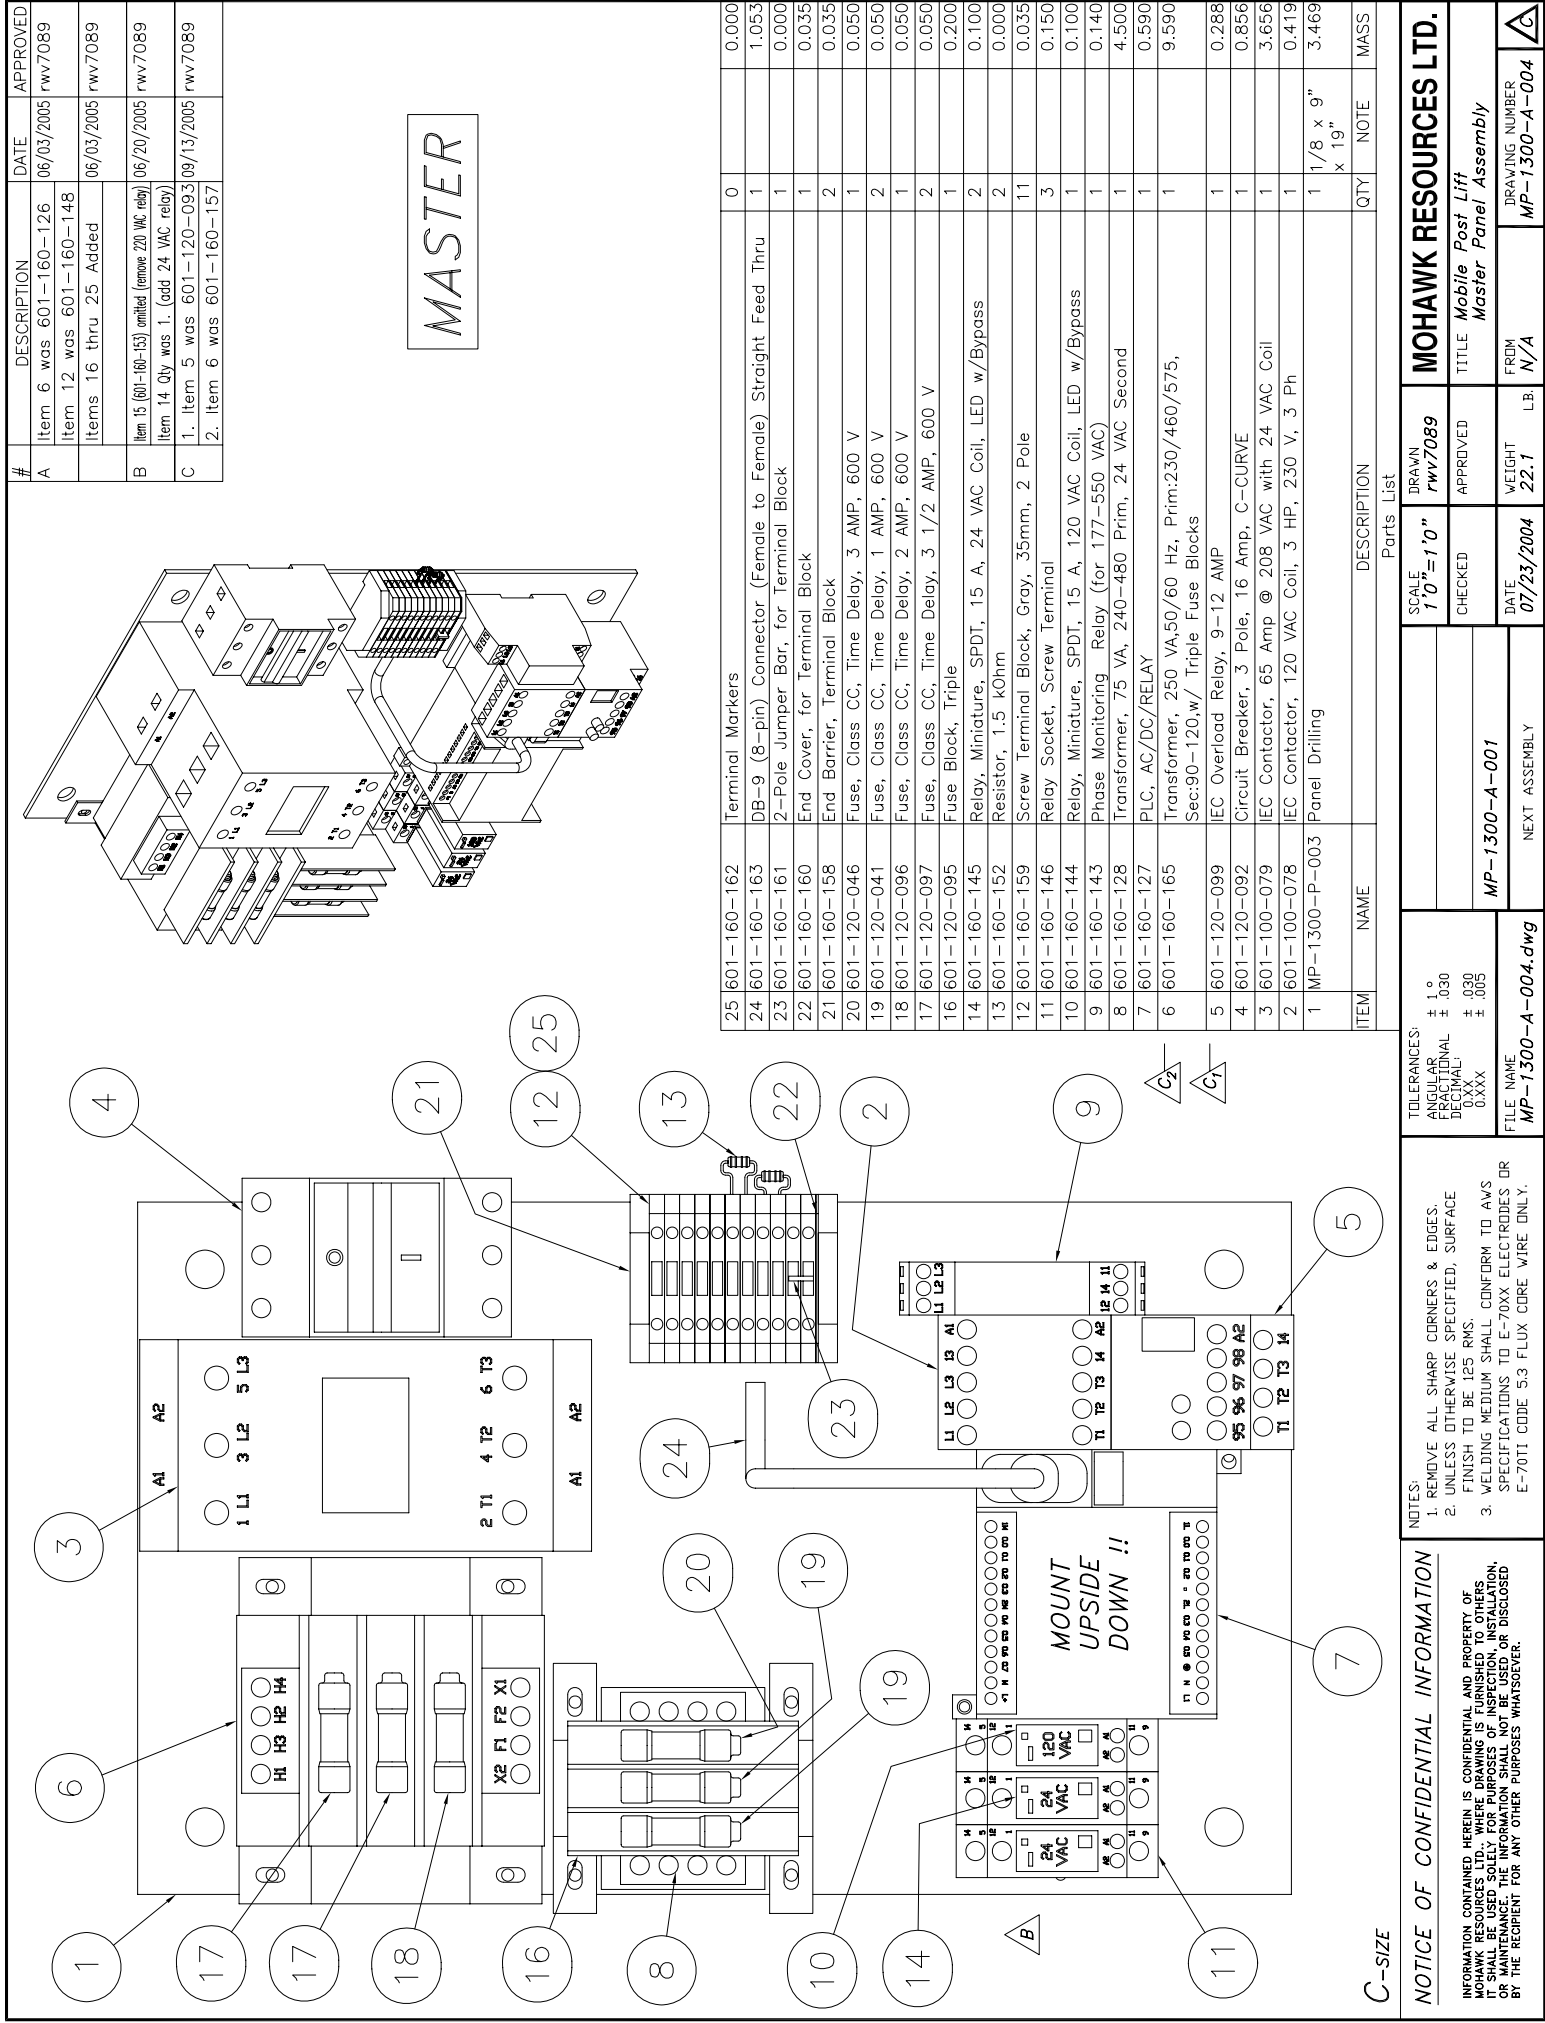 # DESCRIPTION DATE APPROVED
A Item 6 was 601-160-126 06/03/2005 rwv7089
Item 12 was 601-160-148
Items 16 thru 25 Added 06/03/2005 rwv7089
B Item 15 (601-160-153) omitted (remove 220 VAC relay) 06/20/2005 rwv7089
Item 14 Qty was 1. (add 24 VAC relay)
C 1. Item 5 was 601-120-093 09/13/2005 rwv7089
2. Item 6 was 601-160-157
MASTER
1
17
17
18
16
8
10
14
11
6
3
4
21
12
25
13
22
2
9
5
23
24
20
19
19
7
A1 A2
1 L1 3 L2 5 L3
2 T1 4 T2 6 T3
A1 A2
H1 H3 H2 H4
X2 F1 F2 X1
L1 L2 L3
12 14 11
L1 L2 L3 13 A1
T1 T2 T3 14 A2
95 96 97 98 A2
T1 T2 T3 14
MOUNT
UPSIDE
DOWN !!
24
VAC
24
VAC
120
VAC
B
C2
C1
25 601-160-162 Terminal Markers 0 0.000
24 601-160-163 DB-9 (8-pin) Connector (Female to Female) Straight Feed Thru 1 1.053
23 601-160-161 2-Pole Jumper Bar, for Terminal Block 1 0.000
22 601-160-160 End Cover, for Terminal Block 1 0.035
21 601-160-158 End Barrier, Terminal Block 2 0.035
20 601-120-046 Fuse, Class CC, Time Delay, 3 AMP, 600 V 1 0.050
19 601-120-041 Fuse, Class CC, Time Delay, 1 AMP, 600 V 2 0.050
18 601-120-096 Fuse, Class CC, Time Delay, 2 AMP, 600 V 1 0.050
17 601-120-097 Fuse, Class CC, Time Delay, 3 1/2 AMP, 600 V 2 0.050
16 601-120-095 Fuse Block, Triple 1 0.200
14 601-160-145 Relay, Miniature, SPDT, 15 A, 24 VAC Coil, LED w/Bypass 2 0.100
13 601-160-152 Resistor, 1.5 kOhm 2 0.000
12 601-160-159 Screw Terminal Block, Gray, 35mm, 2 Pole 11 0.035
11 601-160-146 Relay Socket, Screw Terminal 3 0.150
10 601-160-144 Relay, Miniature, SPDT, 15 A, 120 VAC Coil, LED w/Bypass 1 0.100
9 601-160-143 Phase Monitoring Relay (for 177-550 VAC) 1 0.140
8 601-160-128 Transformer, 75 VA, 240-480 Prim, 24 VAC Second 1 4.500
7 601-160-127 PLC, AC/DC/RELAY 1 0.590
6 601-160-165 Transformer, 250 VA,50/60 Hz, Prim:230/460/575, 1 9.590
Sec:90-120,w/ Triple Fuse Blocks
5 601-120-099 IEC Overload Relay, 9-12 AMP 1 0.288
4 601-120-092 Circuit Breaker, 3 Pole, 16 Amp, C-CURVE 1 0.856
3 601-100-079 IEC Contactor, 65 Amp @ 208 VAC with 24 VAC Coil 1 3.656
2 601-100-078 IEC Contactor, 120 VAC Coil, 3 HP, 230 V, 3 Ph 1 0.419
1 MP-1300-P-003 Panel Drilling 1 1/8 x 9" 3.469
x 19"
ITEM NAME DESCRIPTION QTY NOTE MASS
Parts List
C-SIZE
NOTICE OF CONFIDENTIAL INFORMATION
INFORMATION CONTAINED HEREIN IS CONFIDENTIAL AND PROPERTY OF
MOHAWK RESOURCES LTD.. WHERE DRAWING IS FURNISHED TO OTHERS
IT SHALL BE USED SOLELY FOR PURPOSES OF INSPECTION, INSTALLATION,
OR MAINTENANCE. THE INFORMATION SHALL NOT BE USED OR DISCLOSED
BY THE RECIPIENT FOR ANY OTHER PURPOSES WHATSOEVER.
NOTES:
1. REMOVE ALL SHARP CORNERS & EDGES.
2. UNLESS OTHERWISE SPECIFIED, SURFACE
FINISH TO BE 125 RMS.
3. WELDING MEDIUM SHALL CONFORM TO AWS
SPECIFICATIONS TO E-70XX ELECTRODES OR
E-70T1 CODE 5.3 FLUX CORE WIRE ONLY.
TOLERANCES:
ANGULAR ± 1°
FRACTIONAL ± .030
DECIMAL:
0.XX ± .030
0.XXX ± .005
FILE NAME
MP-1300-A-004.dwg
MP-1300-A-001
NEXT ASSEMBLY
SCALE
1'0"=1'0"
CHECKED
DATE
07/23/2004
DRAWN
rwv7089
APPROVED
WEIGHT
22.1 LB.
MOHAWK RESOURCES LTD.
TITLE Mobile Post Lift
Master Panel Assembly
FROM
N/A
DRAWING NUMBER
MP-1300-A-004
C